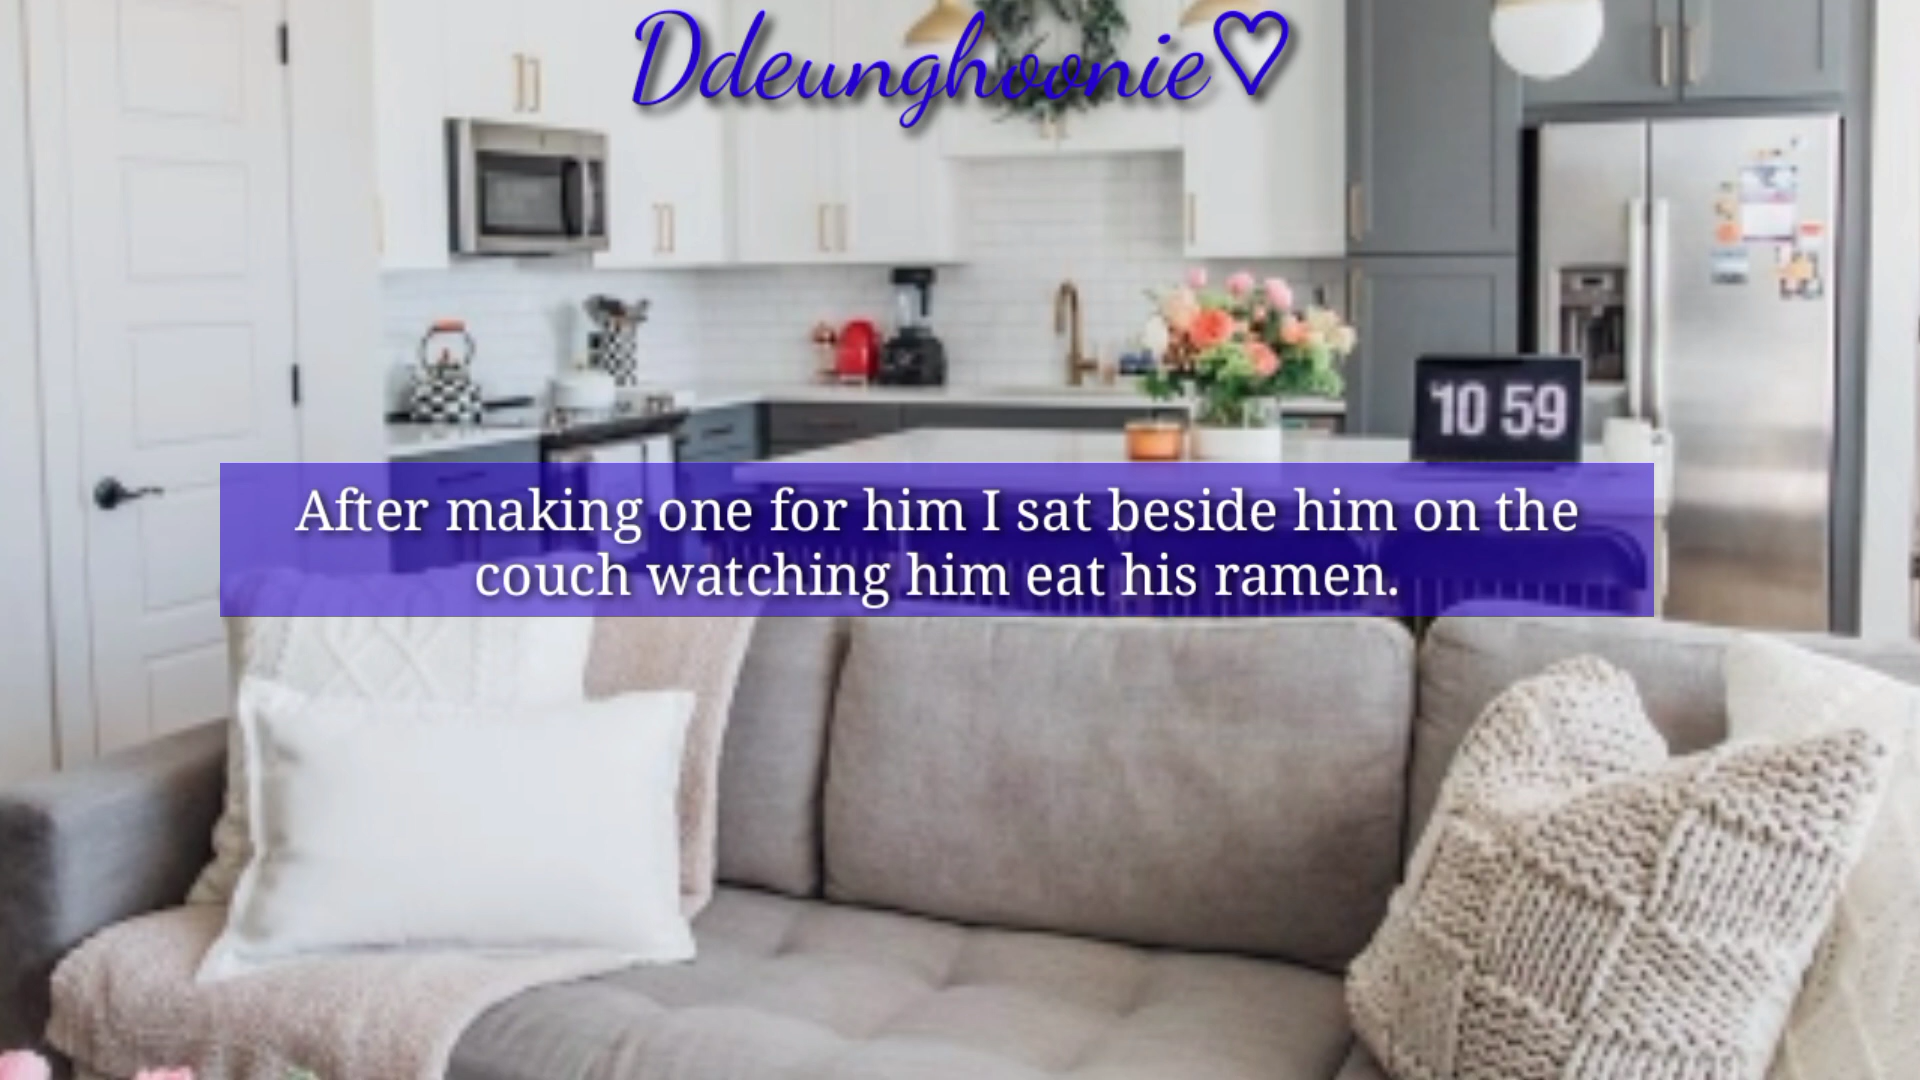 Ddeunghoonie♡
10 59
After making one for him I sat beside him on the
couch watching him eat his ramen.